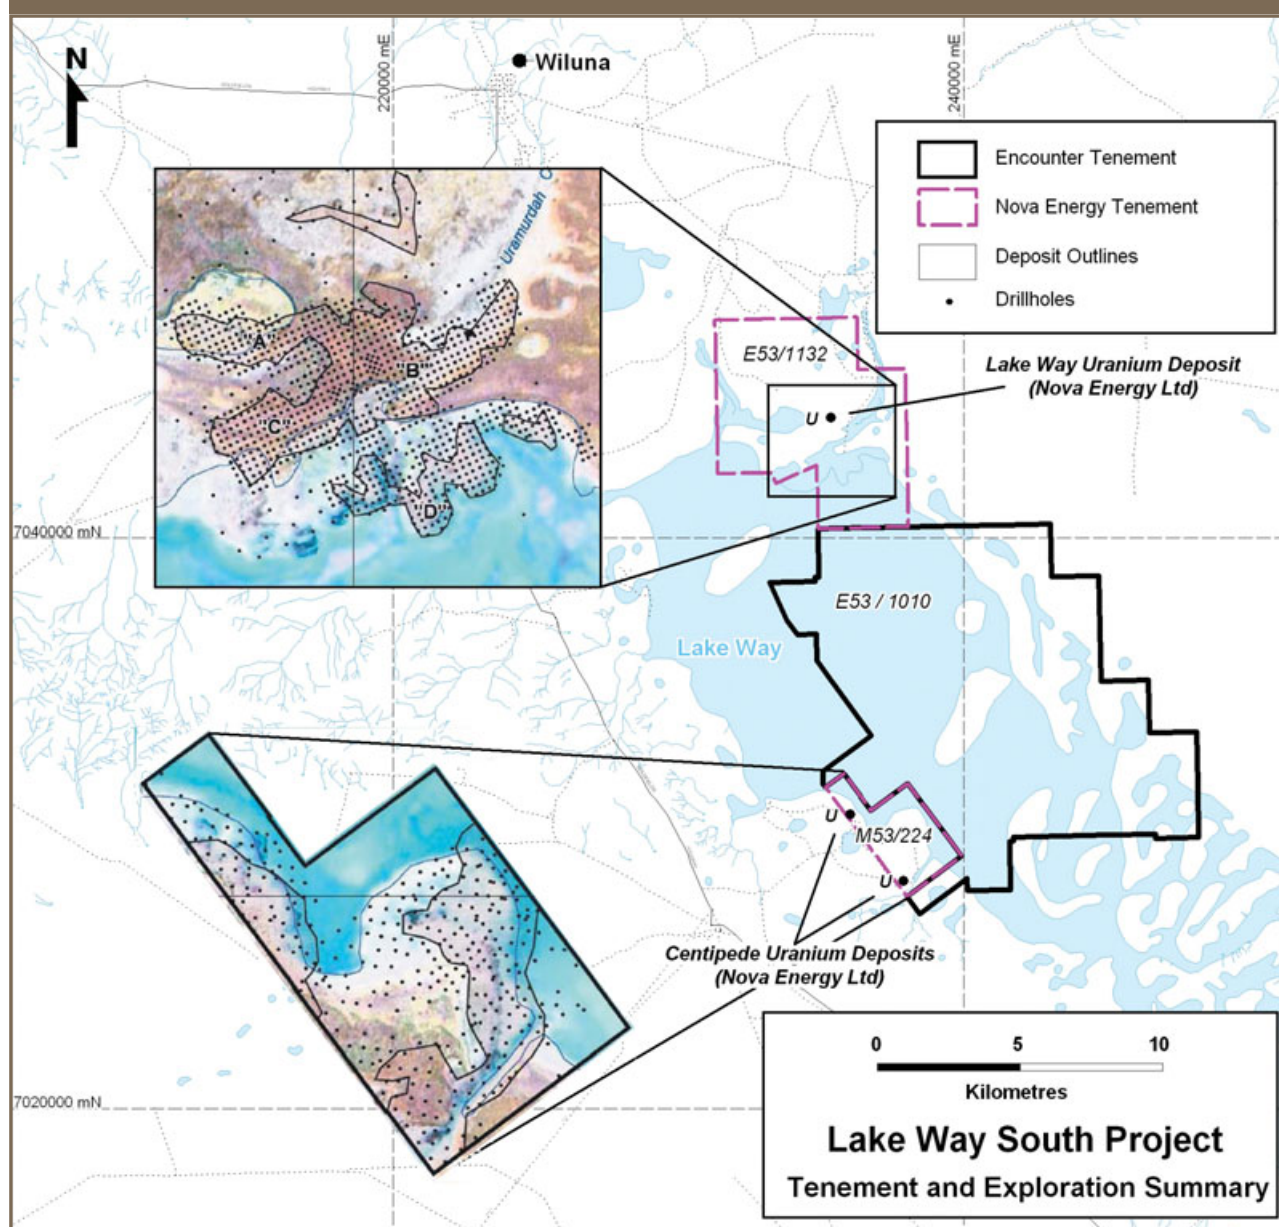 N
220000 mE
Wiluna
240000 mE
Encounter Tenement
Nova Energy Tenement
Deposit Outlines
Drillholes
Uramurdah
"A"
"B"
"C"
"D"
E53/1132
Lake Way Uranium Deposit
(Nova Energy Ltd)
U
7040000 mN
E53 / 1010
Lake Way
U
M53/224
U
Centipede Uranium Deposits
(Nova Energy Ltd)
7020000 mN
0 5 10
Kilometres
Lake Way South Project
Tenement and Exploration Summary